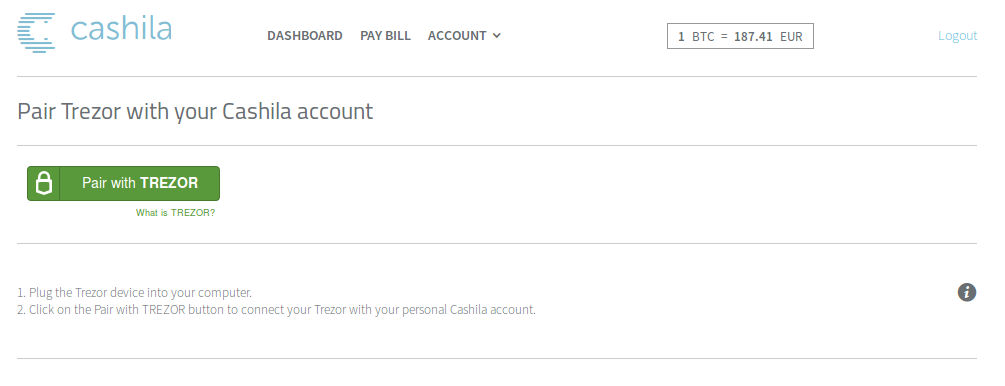 cashila
DASHBOARD PAY BILL ACCOUNT
1 BTC = 187.41 EUR
Logout
Pair Trezor with your Cashila account
Pair with TREZOR
What is TREZOR?
1. Plug the Trezor device into your computer.
2. Click on the Pair with TREZOR button to connect your Trezor with your personal Cashila account.
i